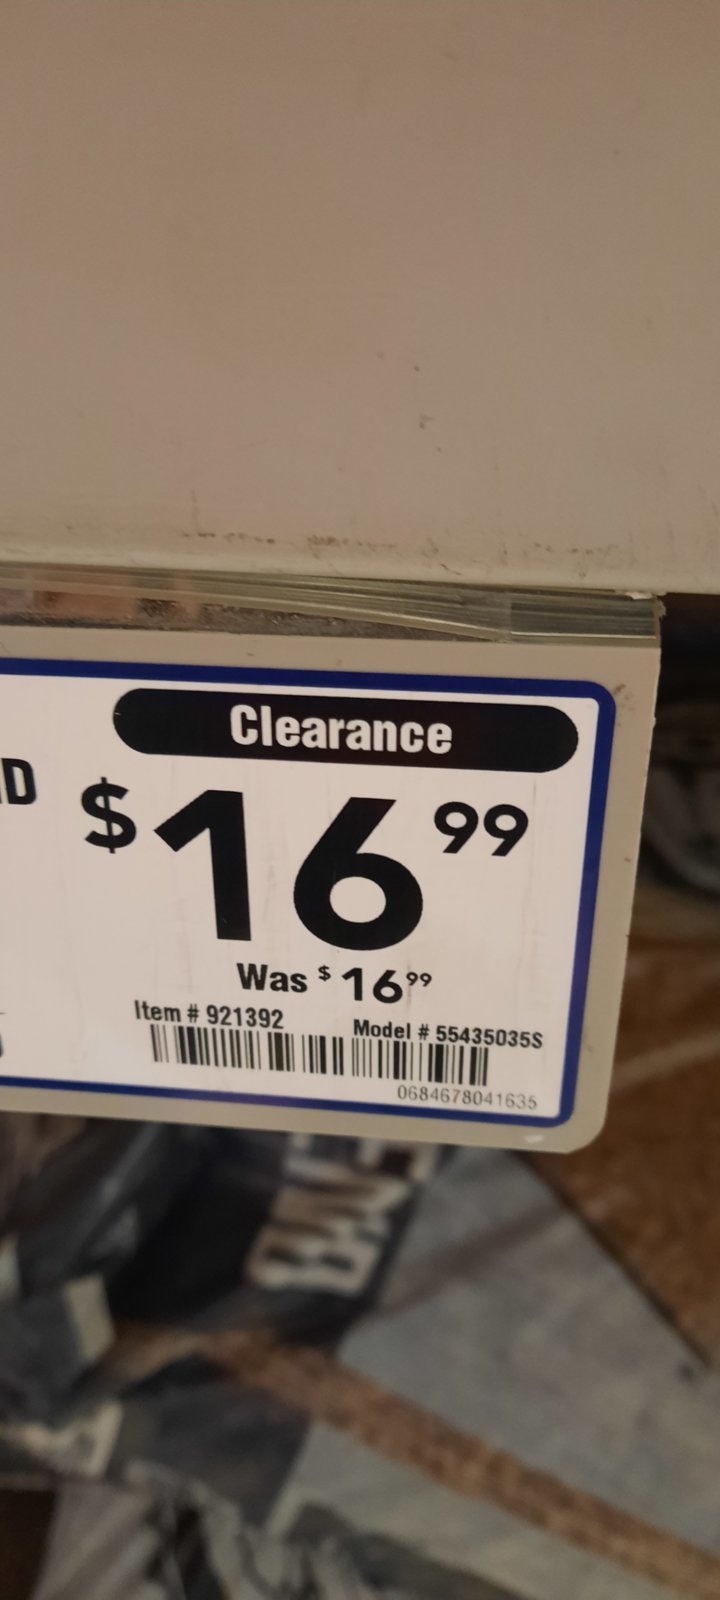 Clearance
$16 99
Was $16 99
Item # 921392 Model # 55435035S
0684678041635